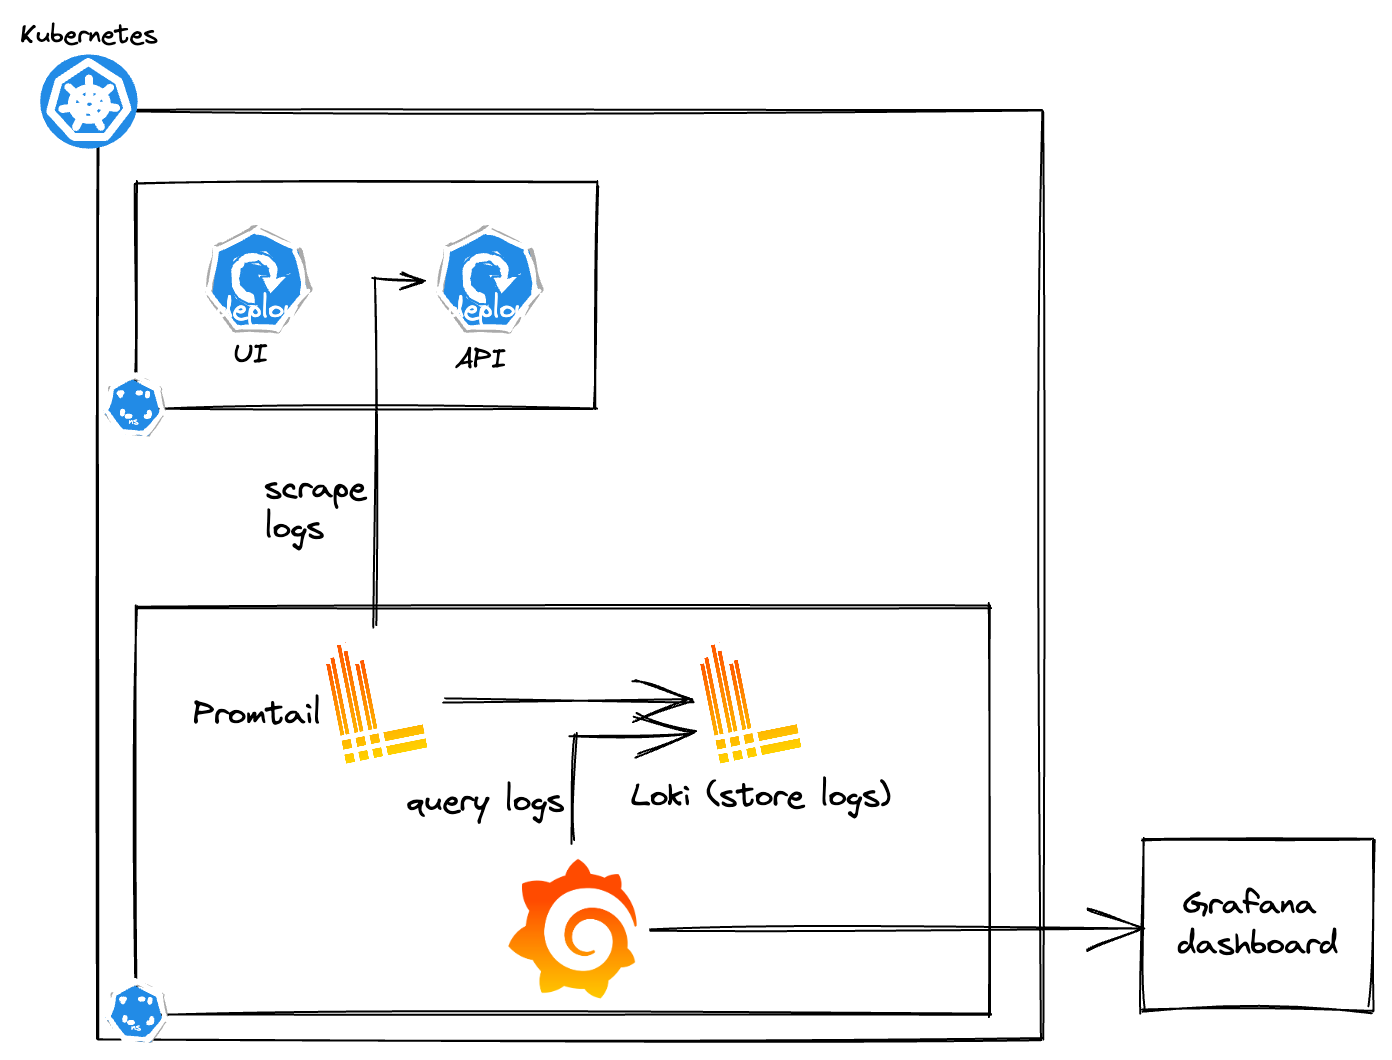 Kubernetes
deploy
deploy
UI
API
ns
scrape
logs
Promtail
query logs
Loki (store logs)
Grafana
dashboard
ns